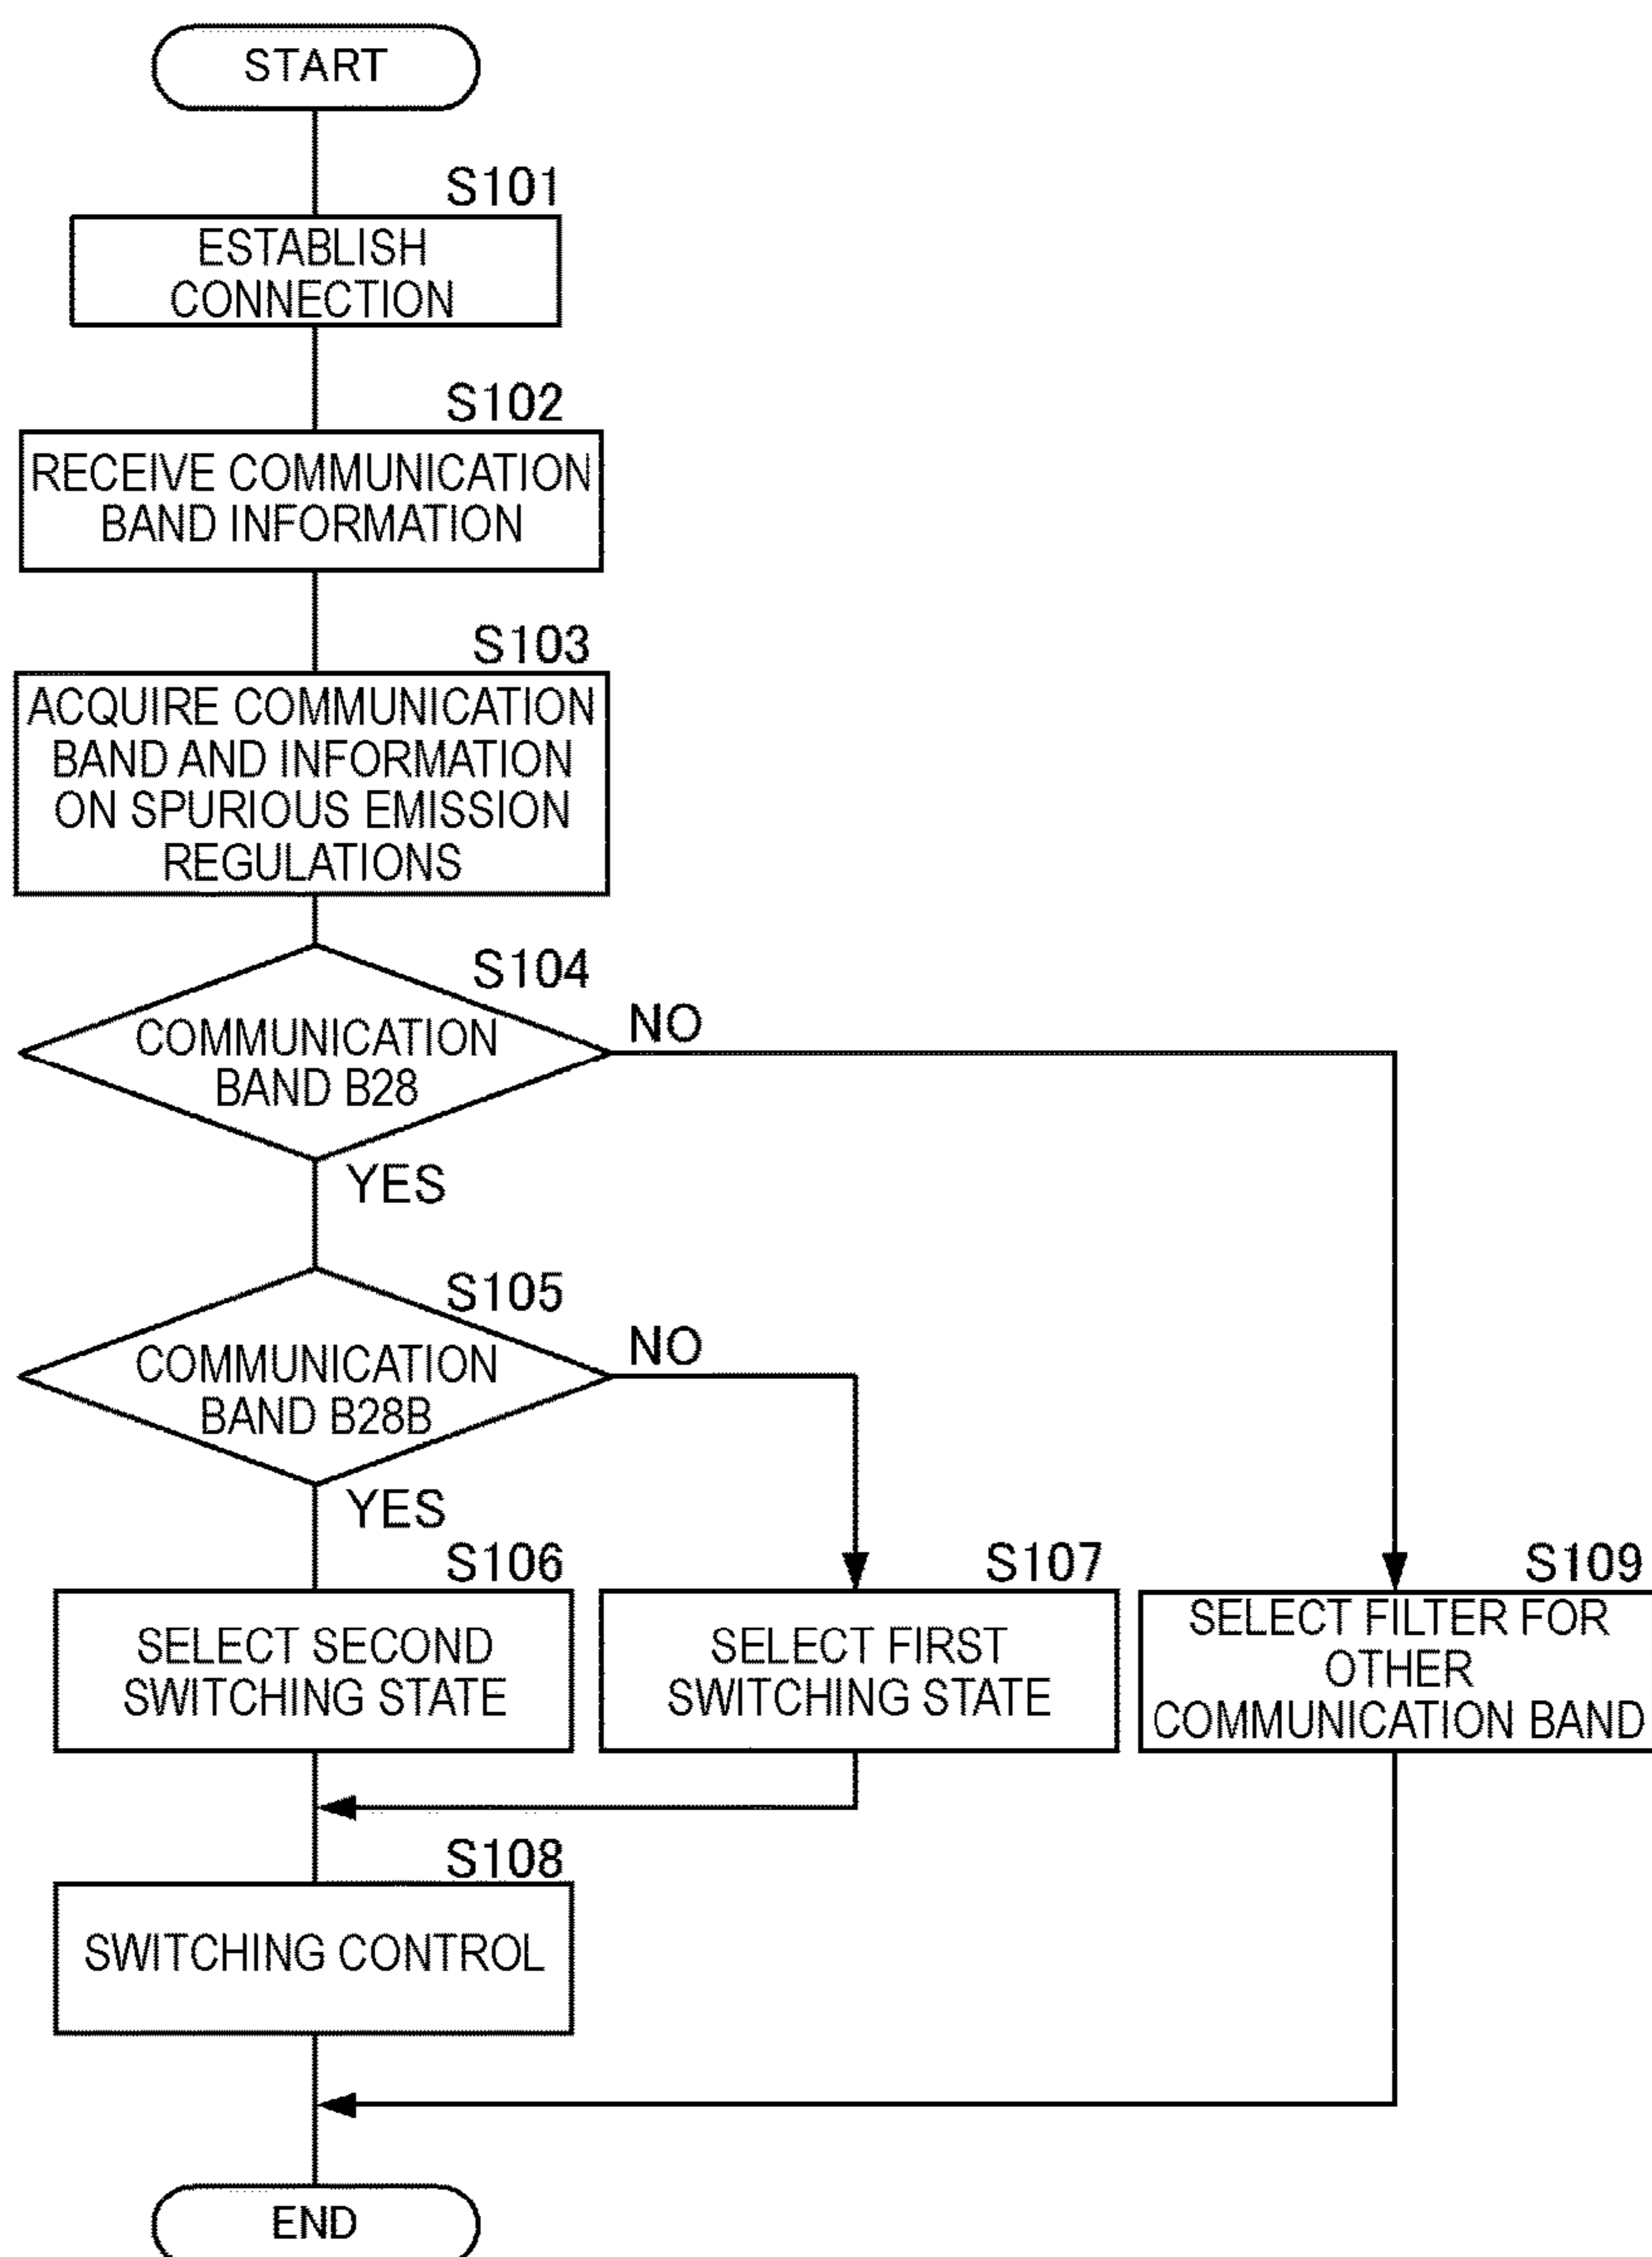 START
S101
ESTABLISH
CONNECTION
S102
RECEIVE COMMUNICATION
BAND INFORMATION
S103
ACQUIRE COMMUNICATION
BAND AND INFORMATION
ON SPURIOUS EMISSION
REGULATIONS
S104
COMMUNICATION
BAND B28
NO
YES
S105
COMMUNICATION
BAND B28B
NO
YES
S106
SELECT SECOND
SWITCHING STATE
S107
SELECT FIRST
SWITCHING STATE
S109
SELECT FILTER FOR
OTHER
COMMUNICATION BAND
S108
SWITCHING CONTROL
END